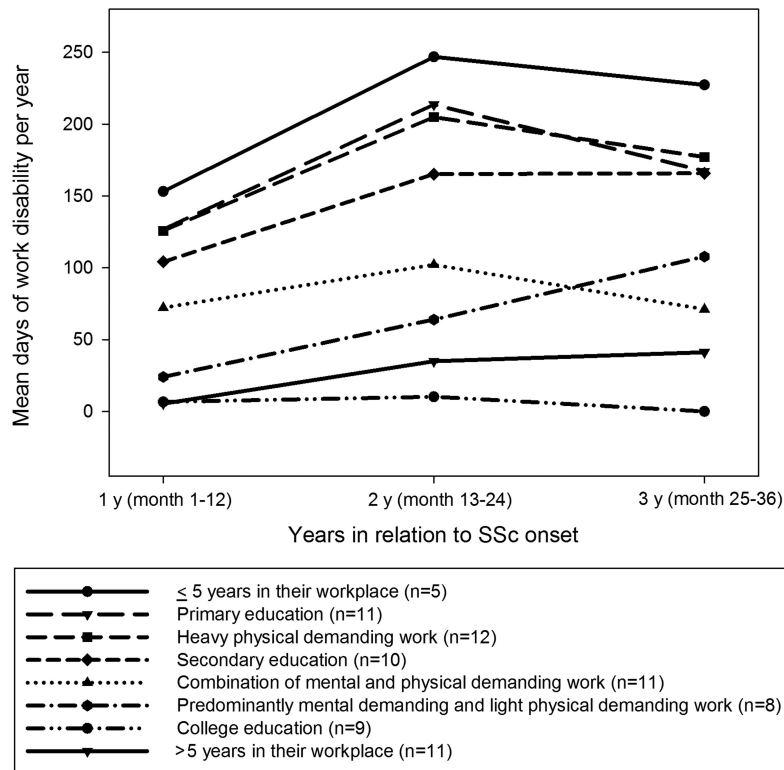 250
200
150
100
50
0
Mean days of work disability per year
1 y (month 1-12) 2 y (month 13-24) 3 y (month 25-36)
Years in relation to SSc onset
≤ 5 years in their workplace (n=5)
Primary education (n=11)
Heavy physical demanding work (n=12)
Secondary education (n=10)
Combination of mental and physical demanding work (n=11)
Predominantly mental demanding and light physical demanding work (n=8)
College education (n=9)
>5 years in their workplace (n=11)